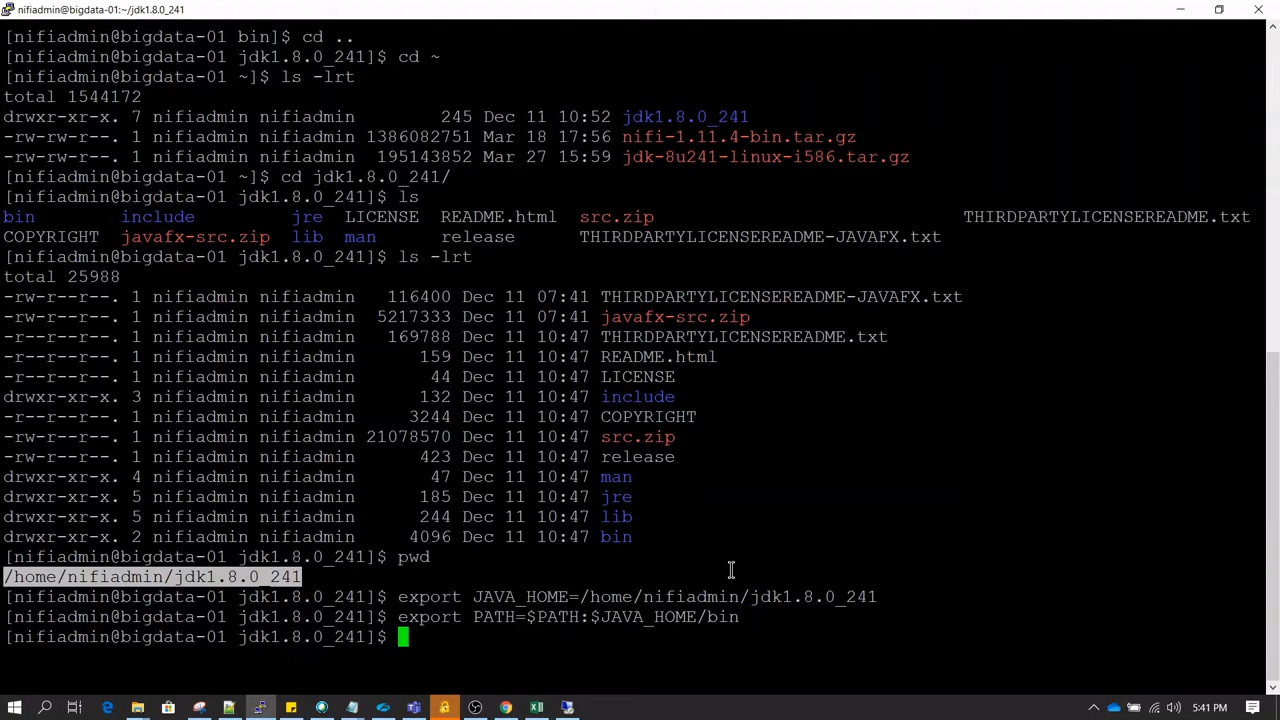 nifiadmin@bigdata-01:~/jdk1.8.0_241
[nifiadmin@bigdata-01 bin]$ cd ..
[nifiadmin@bigdata-01 jdk1.8.0_241]$ cd ~
[nifiadmin@bigdata-01 ~]$ ls -lrt
total 1544172
drwxr-xr-x. 7 nifiadmin nifiadmin        245 Dec 11 10:52 jdk1.8.0_241
-rw-rw-r--. 1 nifiadmin nifiadmin 1386082751 Mar 18 17:56 nifi-1.11.4-bin.tar.gz
-rw-rw-r--. 1 nifiadmin nifiadmin  195143852 Mar 27 15:59 jdk-8u241-linux-i586.tar.gz
[nifiadmin@bigdata-01 ~]$ cd jdk1.8.0_241/
[nifiadmin@bigdata-01 jdk1.8.0_241]$ ls
bin        include          jre  LICENSE  README.html  src.zip                              THIRDPARTYLICENSEREADME.txt
COPYRIGHT  javafx-src.zip  lib  man      release      THIRDPARTYLICENSEREADME-JAVAFX.txt
[nifiadmin@bigdata-01 jdk1.8.0_241]$ ls -lrt
total 25988
-rw-r--r--. 1 nifiadmin nifiadmin   116400 Dec 11 07:41 THIRDPARTYLICENSEREADME-JAVAFX.txt
-rw-r--r--. 1 nifiadmin nifiadmin  5217333 Dec 11 07:41 javafx-src.zip
-rw-r--r--. 1 nifiadmin nifiadmin   169788 Dec 11 10:47 THIRDPARTYLICENSEREADME.txt
-r--r--r--. 1 nifiadmin nifiadmin      159 Dec 11 10:47 README.html
-r--r--r--. 1 nifiadmin nifiadmin       44 Dec 11 10:47 LICENSE
drwxr-xr-x. 3 nifiadmin nifiadmin      132 Dec 11 10:47 include
-r--r--r--. 1 nifiadmin nifiadmin     3244 Dec 11 10:47 COPYRIGHT
-rw-r--r--. 1 nifiadmin nifiadmin 21078570 Dec 11 10:47 src.zip
-rw-r--r--. 1 nifiadmin nifiadmin      423 Dec 11 10:47 release
drwxr-xr-x. 4 nifiadmin nifiadmin       47 Dec 11 10:47 man
drwxr-xr-x. 5 nifiadmin nifiadmin      185 Dec 11 10:47 jre
drwxr-xr-x. 5 nifiadmin nifiadmin      244 Dec 11 10:47 lib
drwxr-xr-x. 2 nifiadmin nifiadmin     4096 Dec 11 10:47 bin
[nifiadmin@bigdata-01 jdk1.8.0_241]$ pwd
/home/nifiadmin/jdk1.8.0_241
[nifiadmin@bigdata-01 jdk1.8.0_241]$ export JAVA_HOME=/home/nifiadmin/jdk1.8.0_241
[nifiadmin@bigdata-01 jdk1.8.0_241]$ export PATH=$PATH:$JAVA_HOME/bin
[nifiadmin@bigdata-01 jdk1.8.0_241]$
5:41 PM